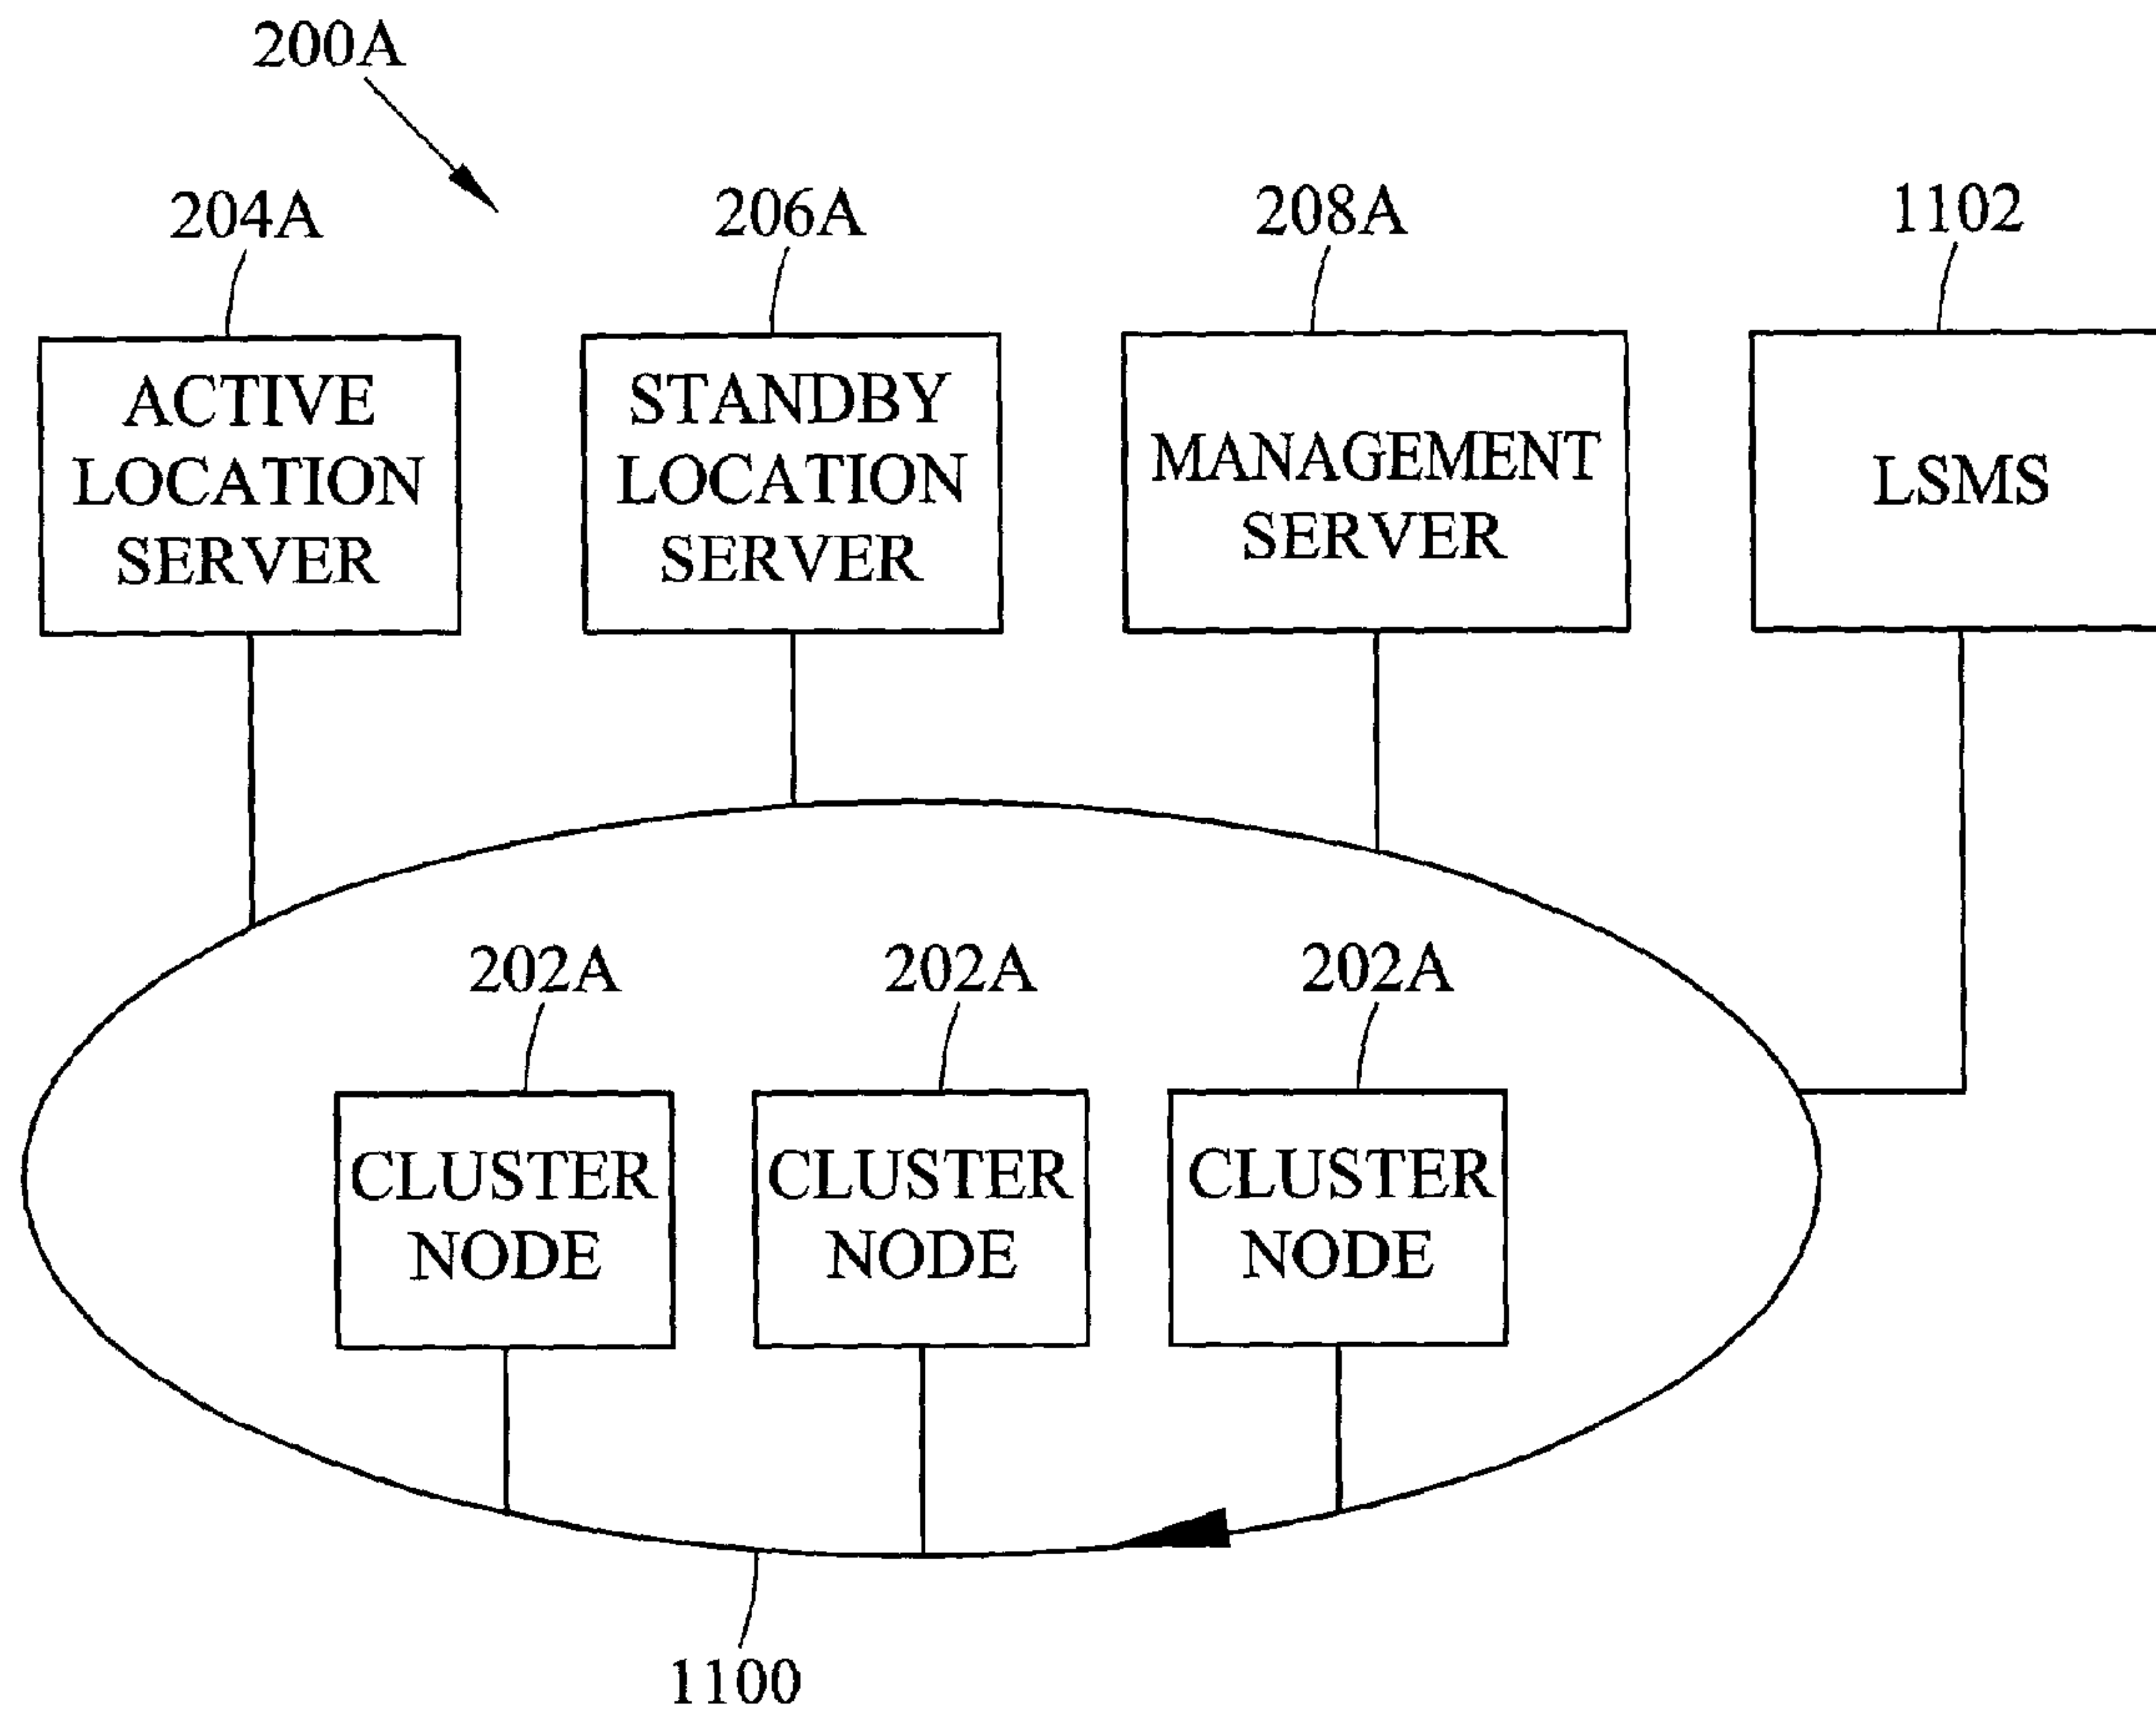 200A
204A
206A
208A
1102
ACTIVE
LOCATION
SERVER
STANDBY
LOCATION
SERVER
MANAGEMENT
SERVER
LSMS
202A
202A
202A
CLUSTER
NODE
CLUSTER
NODE
CLUSTER
NODE
1100